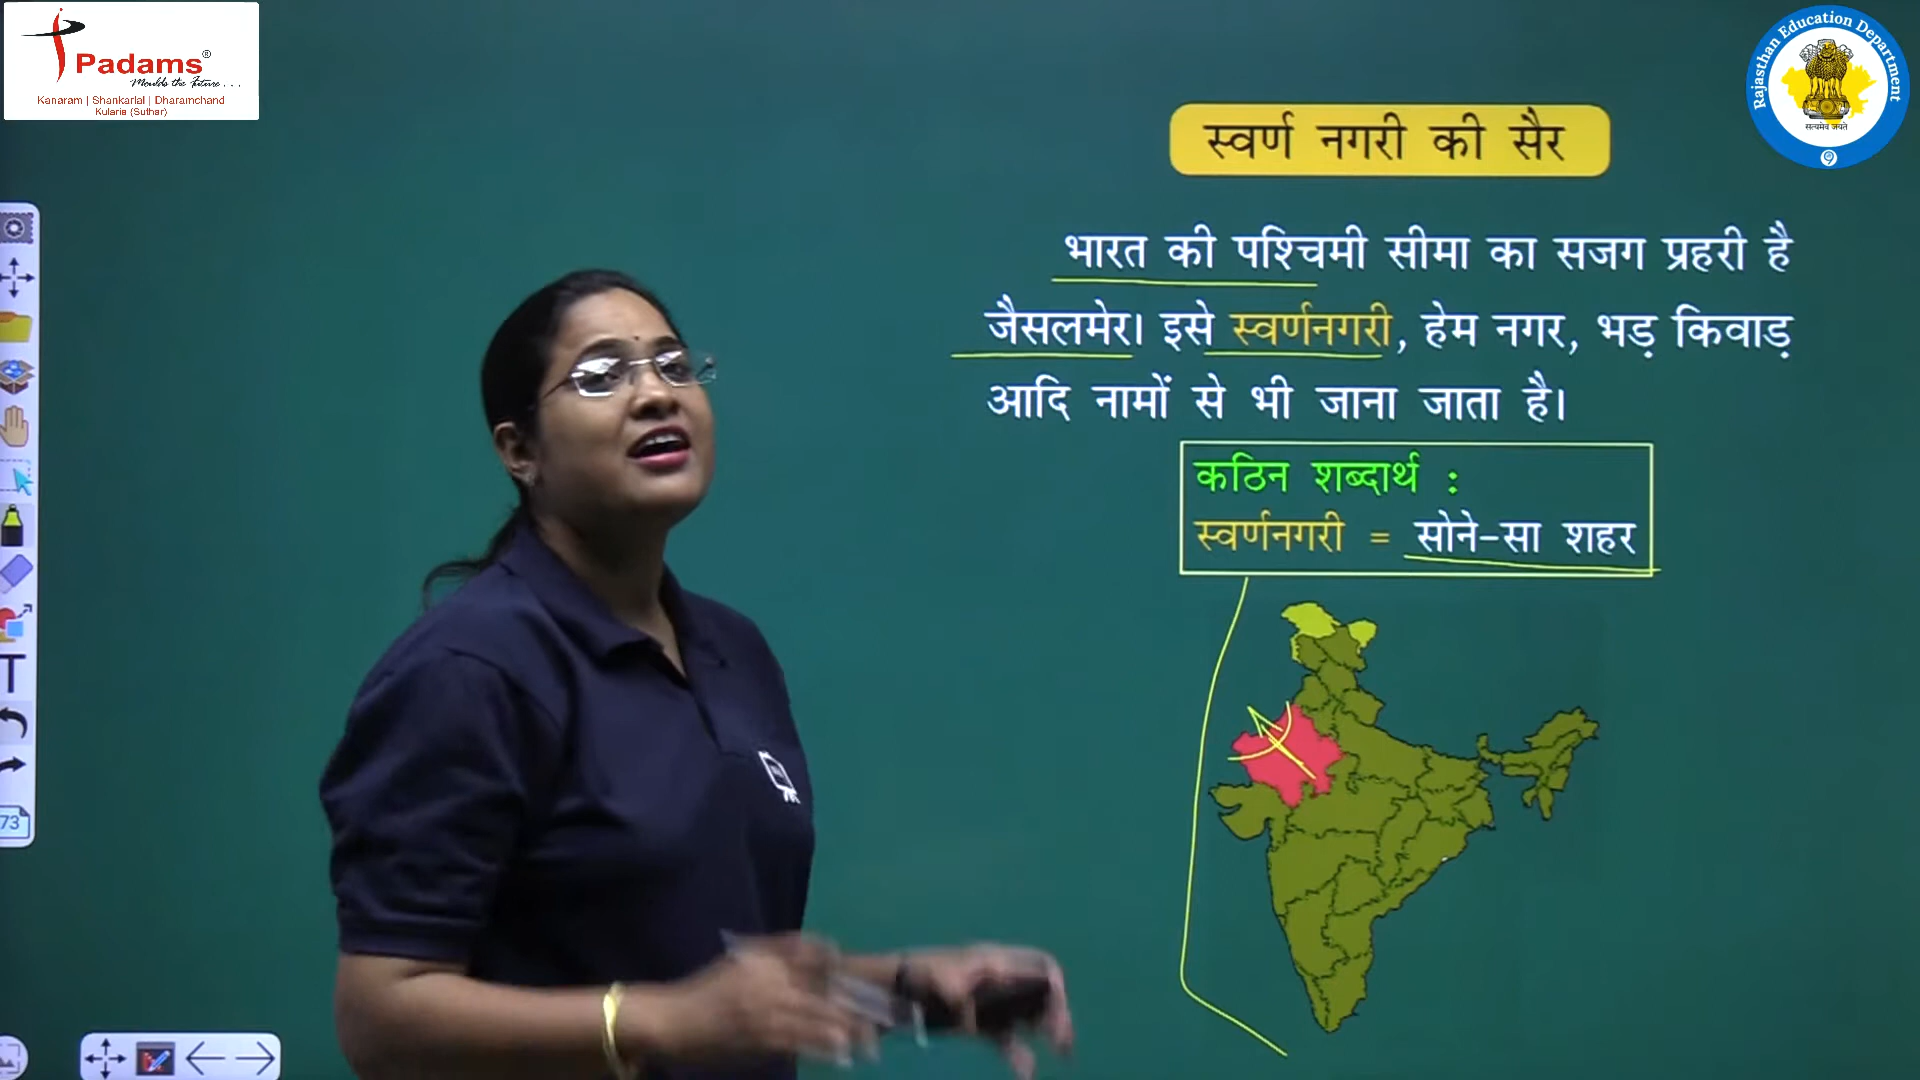 Padams®
Moulds the Future . . .
Kanaram | Shankarlal | Dharamchand
Kularia (Suthar)
Rajasthan Education Department
सत्यमेव जयते
स्वर्ण नगरी की सैर
भारत की पश्चिमी सीमा का सजग प्रहरी है
जैसलमेर। इसे स्वर्णनगरी, हेम नगर, भड़ किवाड़
आदि नामों से भी जाना जाता है।
कठिन शब्दार्थ :
स्वर्णनगरी = सोने-सा शहर
T
73